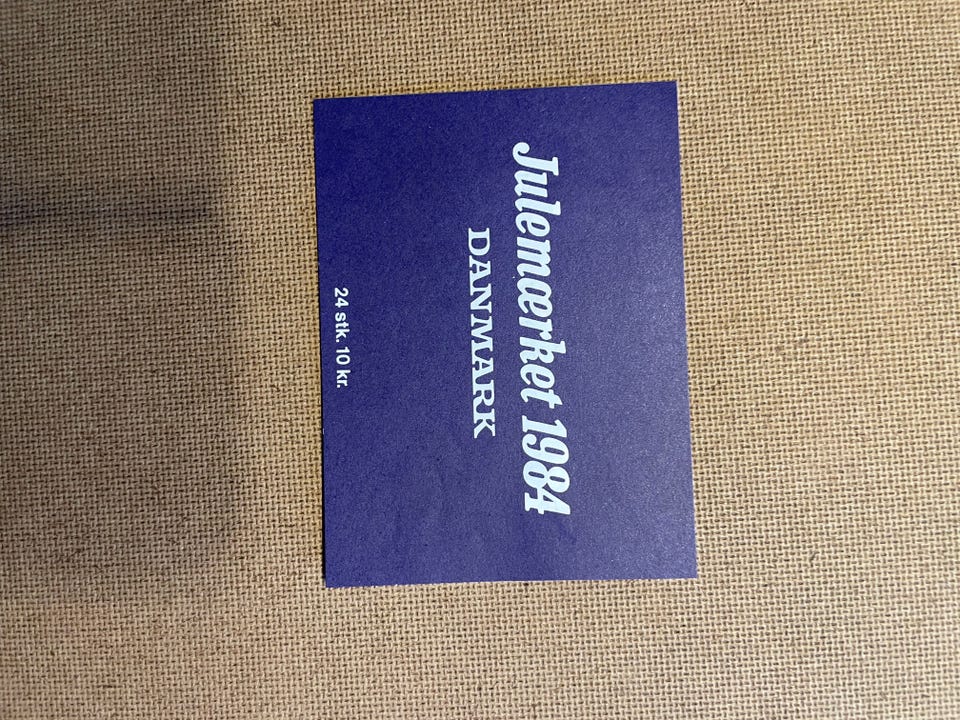 Julemærket 1984
DANMARK
24 stk. 10 kr.